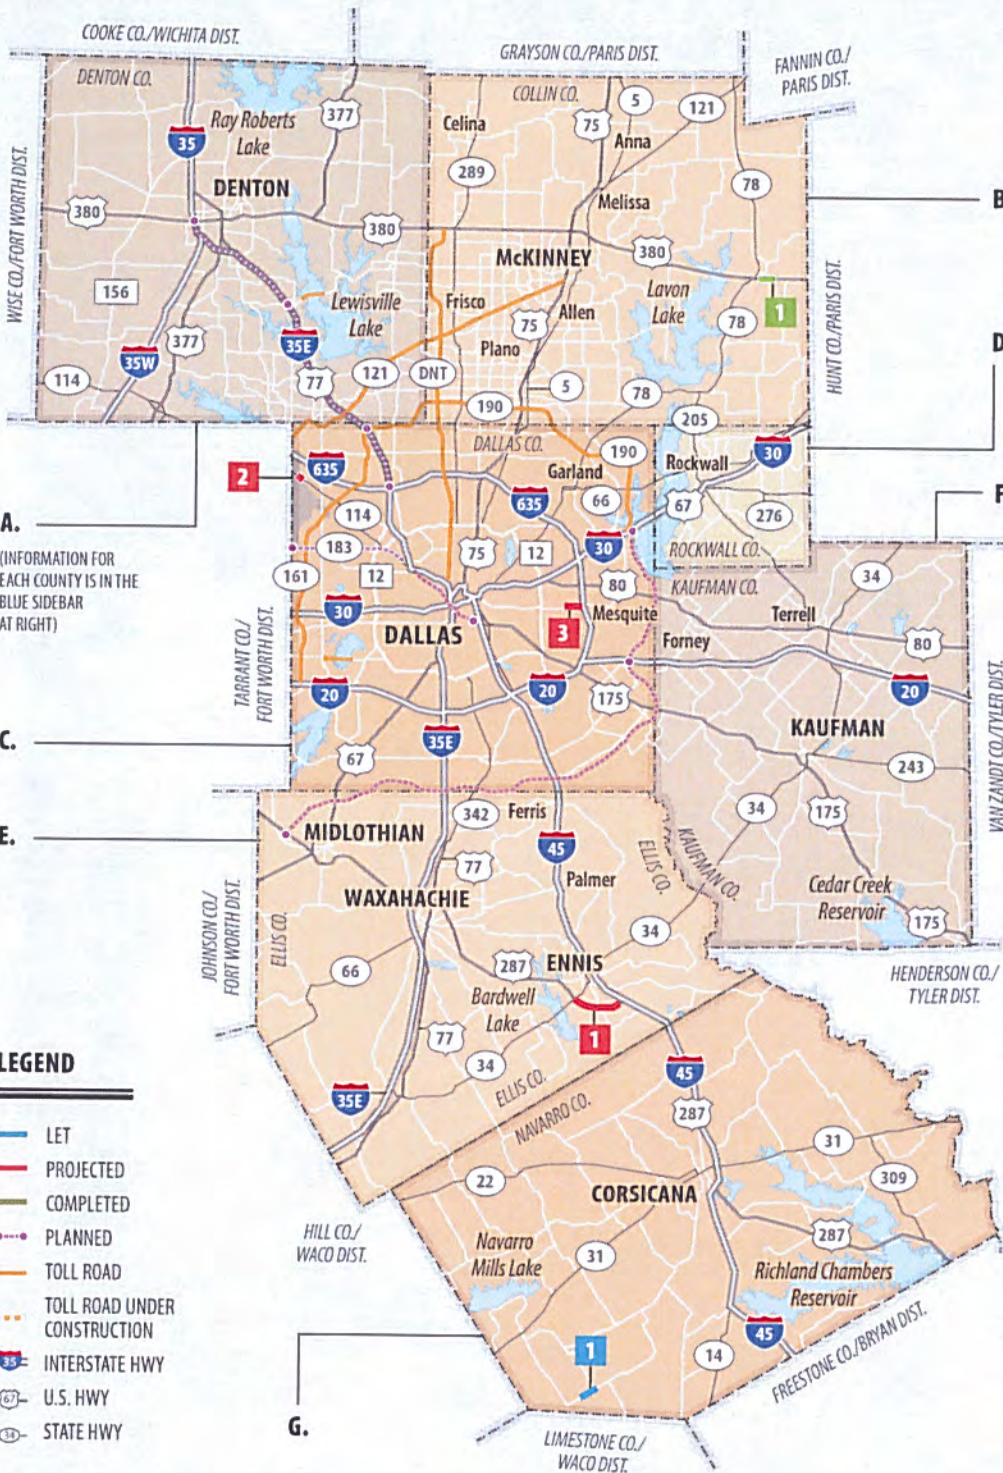 COOKE CO./WICHITA DIST.
GRAYSON CO./PARIS DIST.
FANNIN CO./
PARIS DIST.
DENTON CO.
COLLIN CO.
WISE CO./FORT WORTH DIST.
HUNT CO./PARIS DIST.
35
Ray Roberts
Lake
377
DENTON
380
380
156
35W
377
114
Lewisville
Lake
35E
77
121
DNT
Celina
289
75
5
121
Anna
78
Melissa
McKINNEY
380
Frisco
75
Allen
Lavon
Lake
1
78
Plano
5
78
190
205
B
D
F
A.
(INFORMATION FOR
EACH COUNTY IS IN THE
BLUE SIDEBAR
AT RIGHT)
2
635
DALLAS CO.
Garland
190
Rockwall
30
66
67
276
ROCKWALL CO.
KAUFMAN CO.
114
635
183
75
12
30
161
12
80
30
DALLAS
3
Mesquite
Forney
Terrell
34
80
20
20
175
20
TARRANT CO./
FORT WORTH DIST.
C.
67
35E
KAUFMAN
243
34
175
VAN ZANDT CO./TYLER DIST.
Cedar Creek
Reservoir
175
HENDERSON CO./
TYLER DIST.
E.
MIDLOTHIAN
342
Ferris
77
45
WAXAHACHIE
Palmer
ELLIS CO.
KAUFMAN CO.
JOHNSON CO./
FORT WORTH DIST.
ELLIS CO.
66
34
287
ENNIS
Bardwell
Lake
1
77
34
35E
ELLIS CO.
NAVARRO CO.
45
287
22
31
CORSICANA
309
HILL CO./
WACO DIST.
Navarro
Mills Lake
31
287
Richland Chambers
Reservoir
1
14
45
FREESTONE CO./BRYAN DIST.
G.
LIMESTONE CO./
WACO DIST.
LEGEND
LET
PROJECTED
COMPLETED
PLANNED
TOLL ROAD
TOLL ROAD UNDER
CONSTRUCTION
35 INTERSTATE HWY
67 U.S. HWY
34 STATE HWY